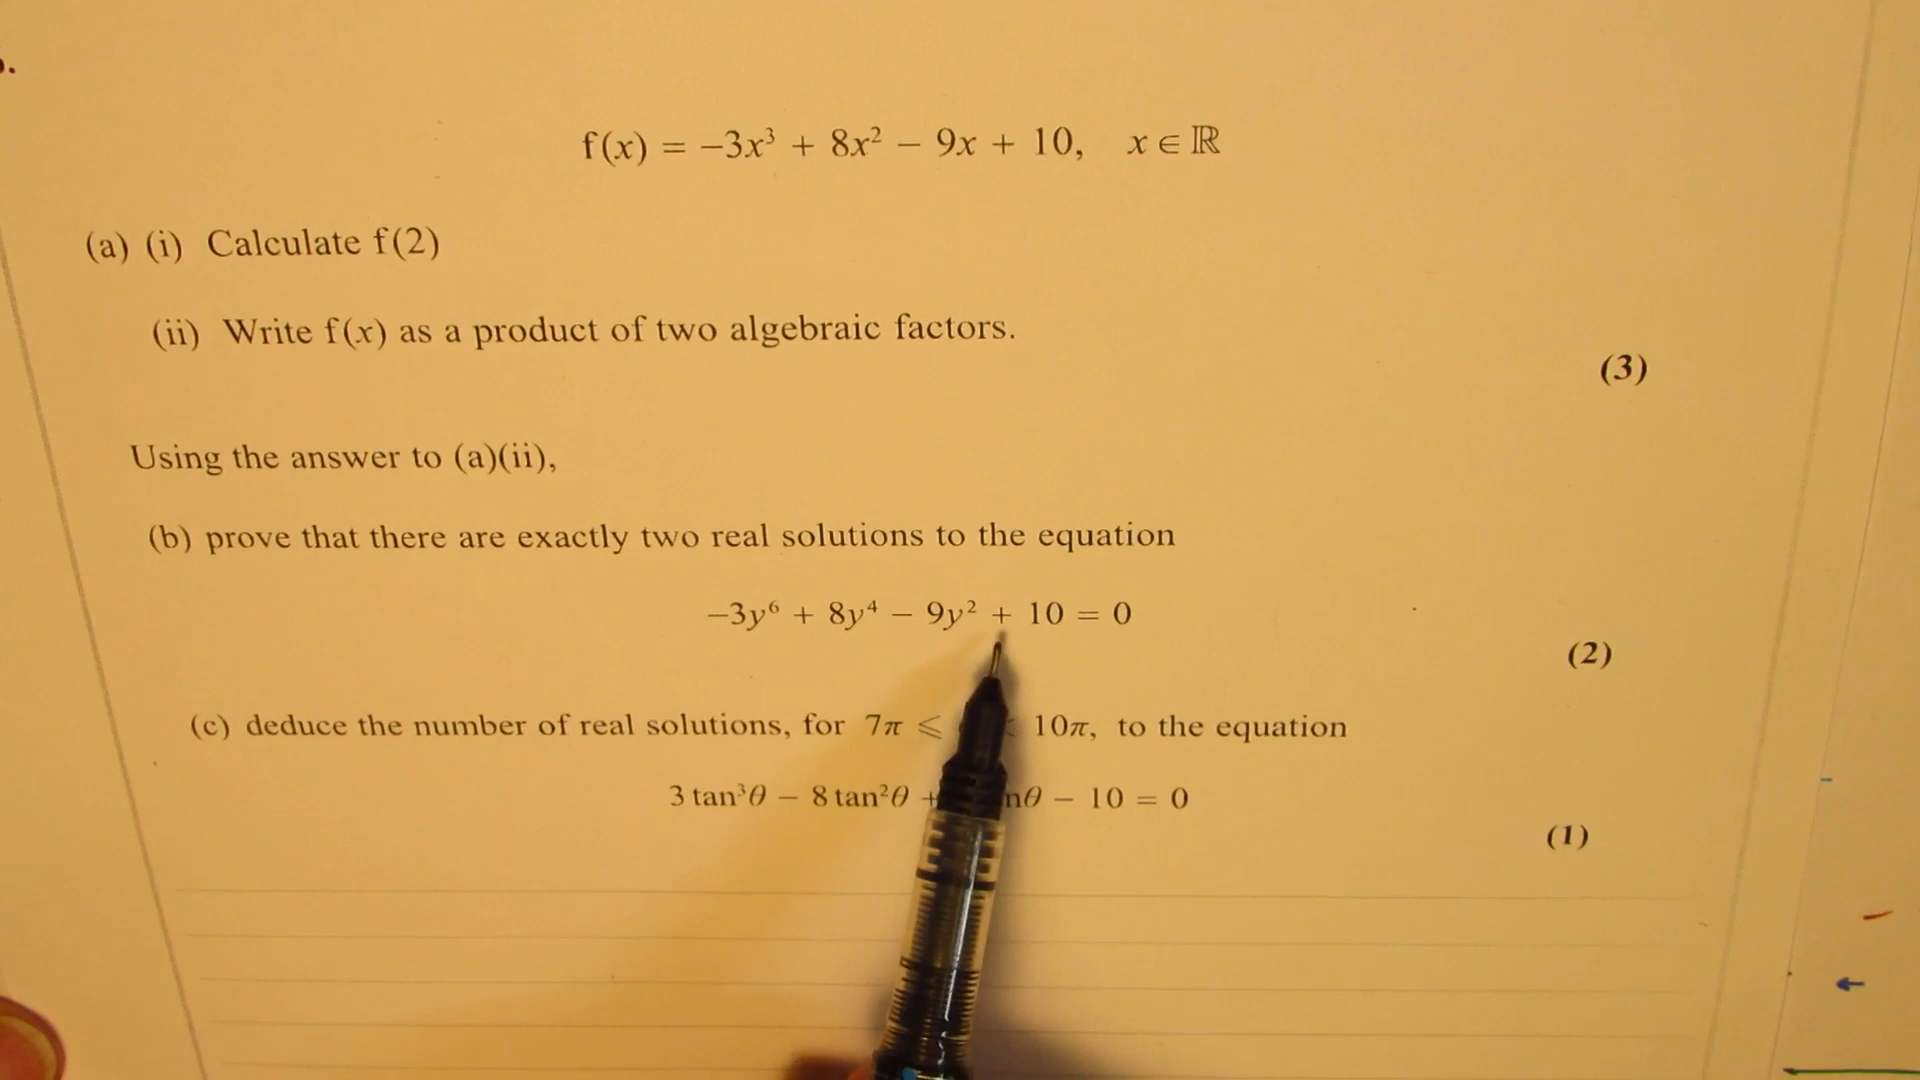 f(x) = −3x³ + 8x² − 9x + 10, x ∈ ℝ
(a) (i) Calculate f(2)
(ii) Write f(x) as a product of two algebraic factors.
(3)
Using the answer to (a)(ii),
(b) prove that there are exactly two real solutions to the equation
−3y⁶ + 8y⁴ − 9y² + 10 = 0
(2)
(c) deduce the number of real solutions, for 7π ⩽ 10π, to the equation
3 tan³θ − 8 tan²θ + nθ − 10 = 0
(1)